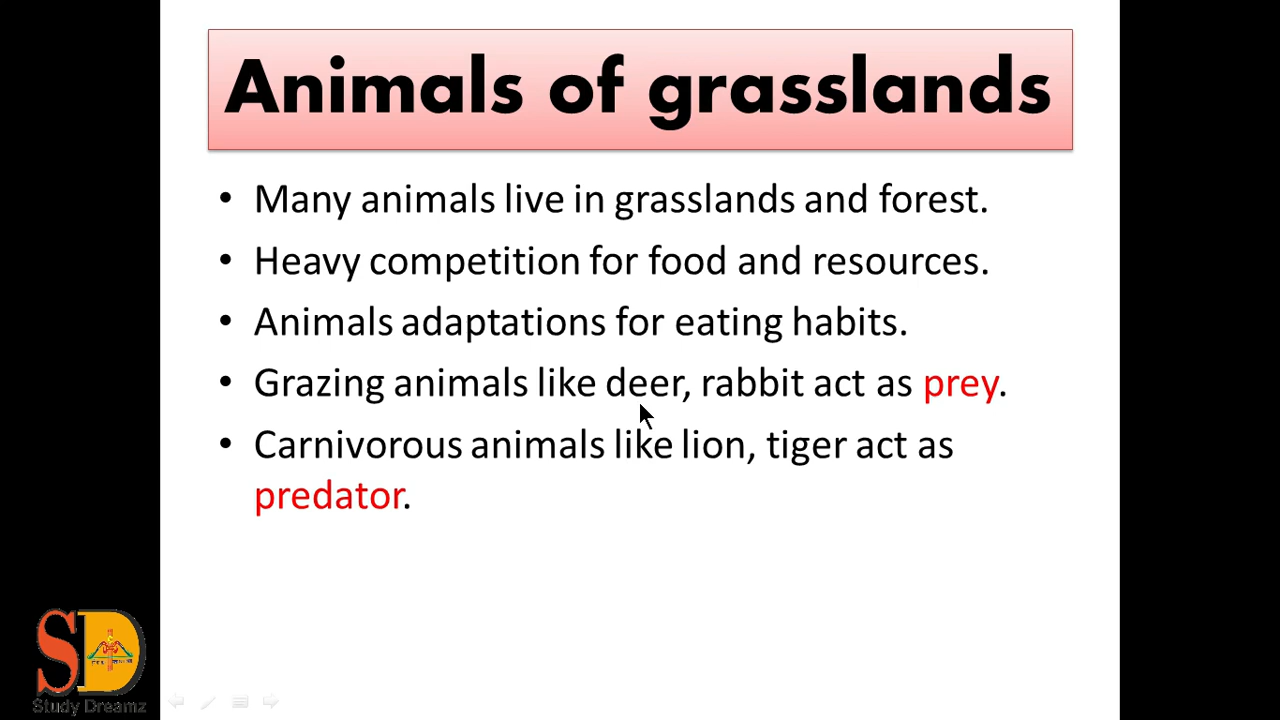 Animals of grasslands
• Many animals live in grasslands and forest.
• Heavy competition for food and resources.
• Animals adaptations for eating habits.
• Grazing animals like deer, rabbit act as prey.
• Carnivorous animals like lion, tiger act as
predator.
SD
Study Dreamz